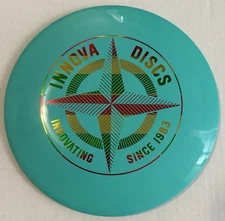 INNOVA DISCS
INNOVATING SINCE 1983